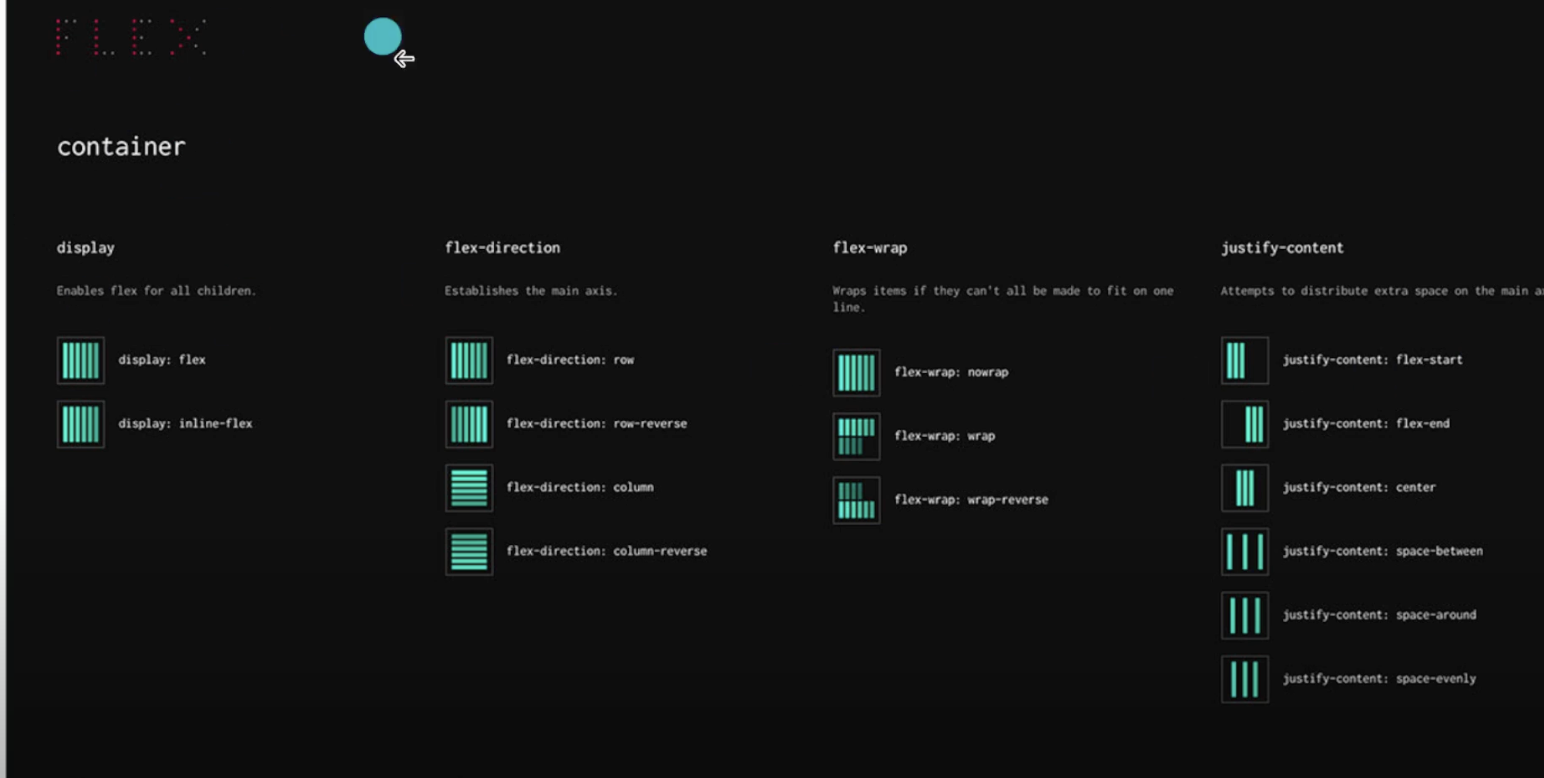 FLEX
container
display
Enables flex for all children.
display: flex
display: inline-flex
flex-direction
Establishes the main axis.
flex-direction: row
flex-direction: row-reverse
flex-direction: column
flex-direction: column-reverse
flex-wrap
Wraps items if they can't all be made to fit on one
line.
flex-wrap: nowrap
flex-wrap: wrap
flex-wrap: wrap-reverse
justify-content
Attempts to distribute extra space on the main
justify-content: flex-start
justify-content: flex-end
justify-content: center
justify-content: space-between
justify-content: space-around
justify-content: space-evenly